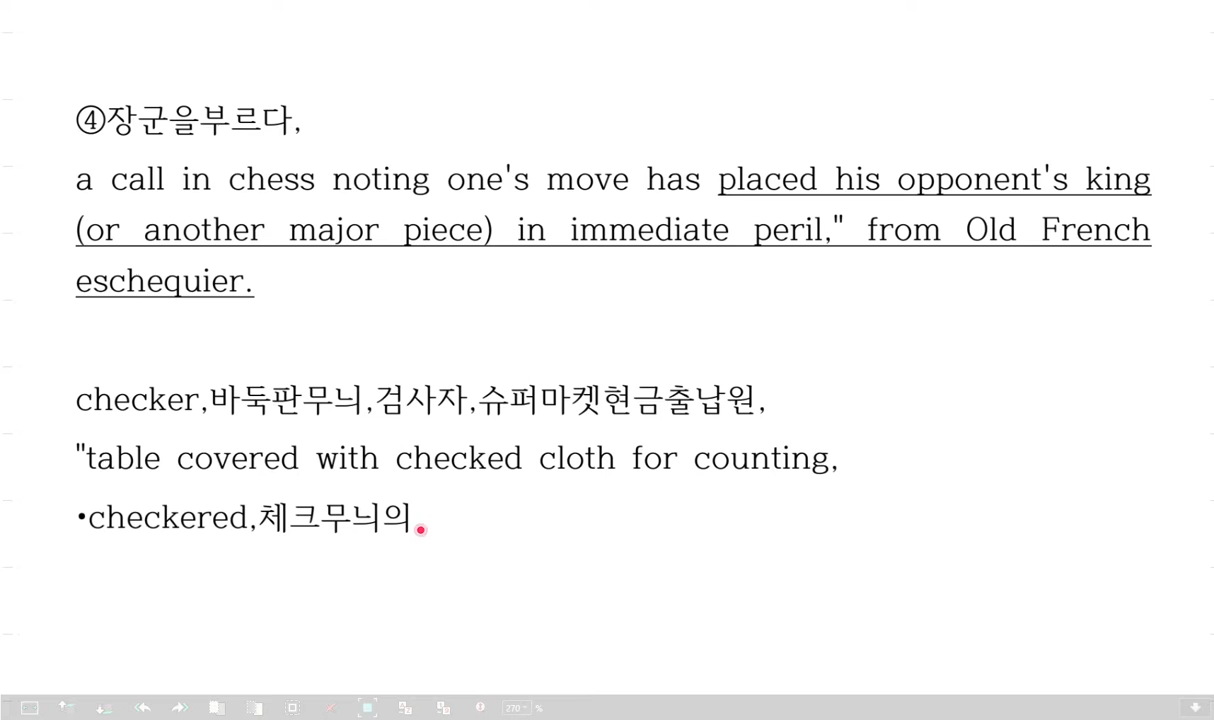 ④장군을부르다,
a call in chess noting one's move has placed his opponent's king
(or another major piece) in immediate peril," from Old French
eschequier.
checker,바둑판무늬,검사자,슈퍼마켓현금출납원,
"table covered with checked cloth for counting,
•checkered,체크무늬의
270 %